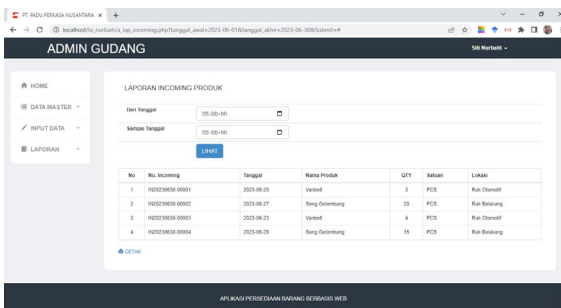 PT. PADU PERKASA NUSANTARA
localhost/ta_nurbaiti/a_lap_incoming.php?tanggal_awal=2023-06-01&tanggal_akhir=2023-06-30&Submit=#
ADMIN GUDANG
Siti Nurbaiti
HOME
DATA MASTER
INPUT DATA
LAPORAN
LAPORAN INCOMING PRODUK
Dari Tanggal
tttt-bb-hh
Sampai Tanggal
tttt-bb-hh
LIHAT
No No. Incoming Tanggal Nama Produk QTY Satuan Lokasi
1 IN20230630-00001 2023-06-20 Vanbelt 3 PCS Rak Otomotif
2 IN20230630-00002 2023-06-27 Seng Gelombang 20 PCS Rak Belakang
3 IN20230630-00003 2023-06-23 Vanbelt 4 PCS Rak Otomotif
4 IN20230630-00004 2023-06-29 Seng Gelombang 15 PCS Rak Belakang
CETAK
APLIKASI PERSEDIAAN BARANG BERBASIS WEB